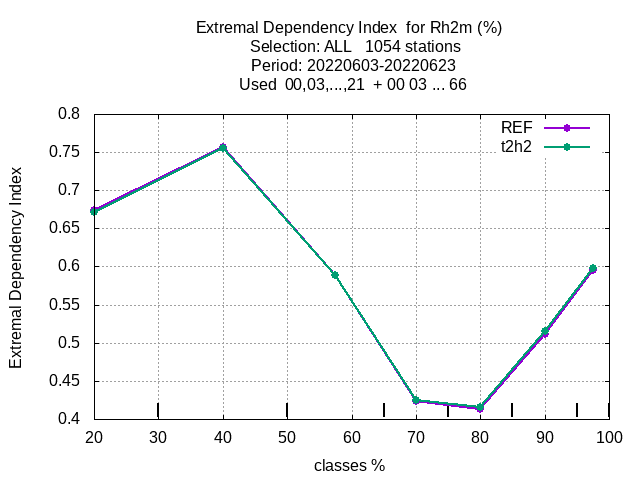 Extremal Dependency Index  for Rh2m (%)
Selection: ALL   1054 stations
Period: 20220603-20220623
Used  00,03,...,21  + 00 03 ... 66
REF
t2h2
Extremal Dependency Index
0.8
0.75
0.7
0.65
0.6
0.55
0.5
0.45
0.4
20 30 40 50 60 70 80 90 100
classes %